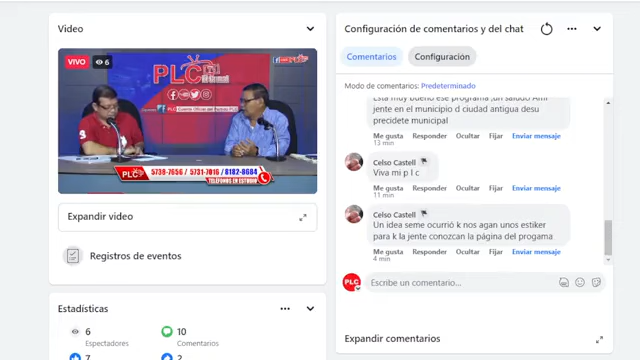 Video
VIVO 6
PLC
PLC
5739-7656 / 5731-7016 / 8182-8684
TELÉFONOS EN ESTUDIO
Expandir video
Registros de eventos
Estadísticas
6
Espectadores
10
Comentarios
7
2
Configuración de comentarios y del chat
Comentarios
Configuración
Modo de comentarios: Predeterminado
Esta muy bueno ese programa ,un saludo Ami
jente en el municipio d ciudad antigua desu
precidete municipal
Me gusta Responder Ocultar Fijar Enviar mensaje
13 min
Celso Castell
Viva mi p l c
Me gusta Responder Ocultar Fijar Enviar mensaje
11 min
Celso Castell
Un idea seme ocurrió k nos agan unos estiker
para k la jente conozcan la página del progama
Me gusta Responder Ocultar Fijar Enviar mensaje
4 min
PLC
Escribe un comentario...
Expandir comentarios